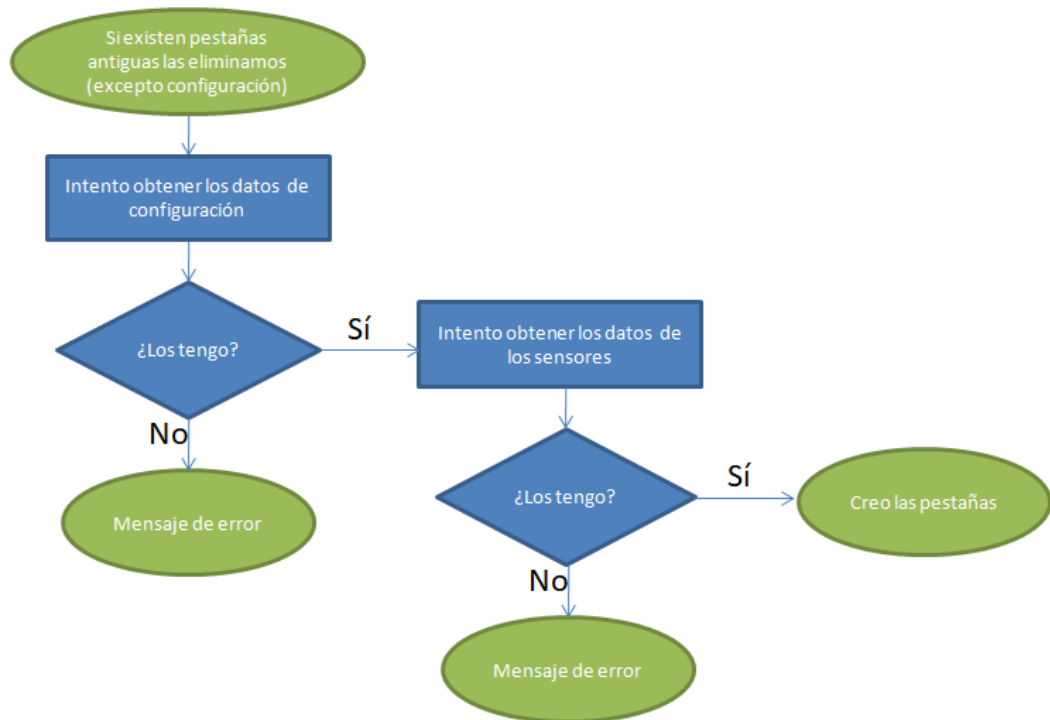 Si existen pestañas
antiguas las eliminamos
(excepto configuración)
Intento obtener los datos de
configuración
¿Los tengo?
Sí
Intento obtener los datos de
los sensores
No
Mensaje de error
¿Los tengo?
Sí
Creo las pestañas
No
Mensaje de error